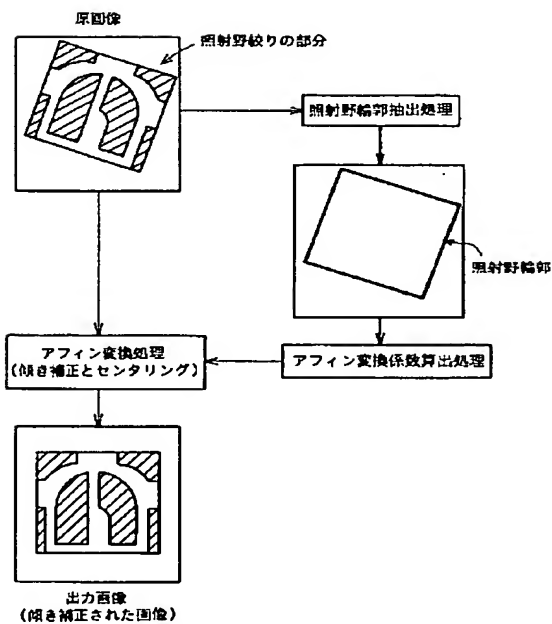 原画像
照射野絞りの部分
照射野輪郭抽出処理
照射野輪郭
アフィン変換処理
(傾き補正とセンタリング)
アフィン変換係数算出処理
出力画像
(傾き補正された画像)